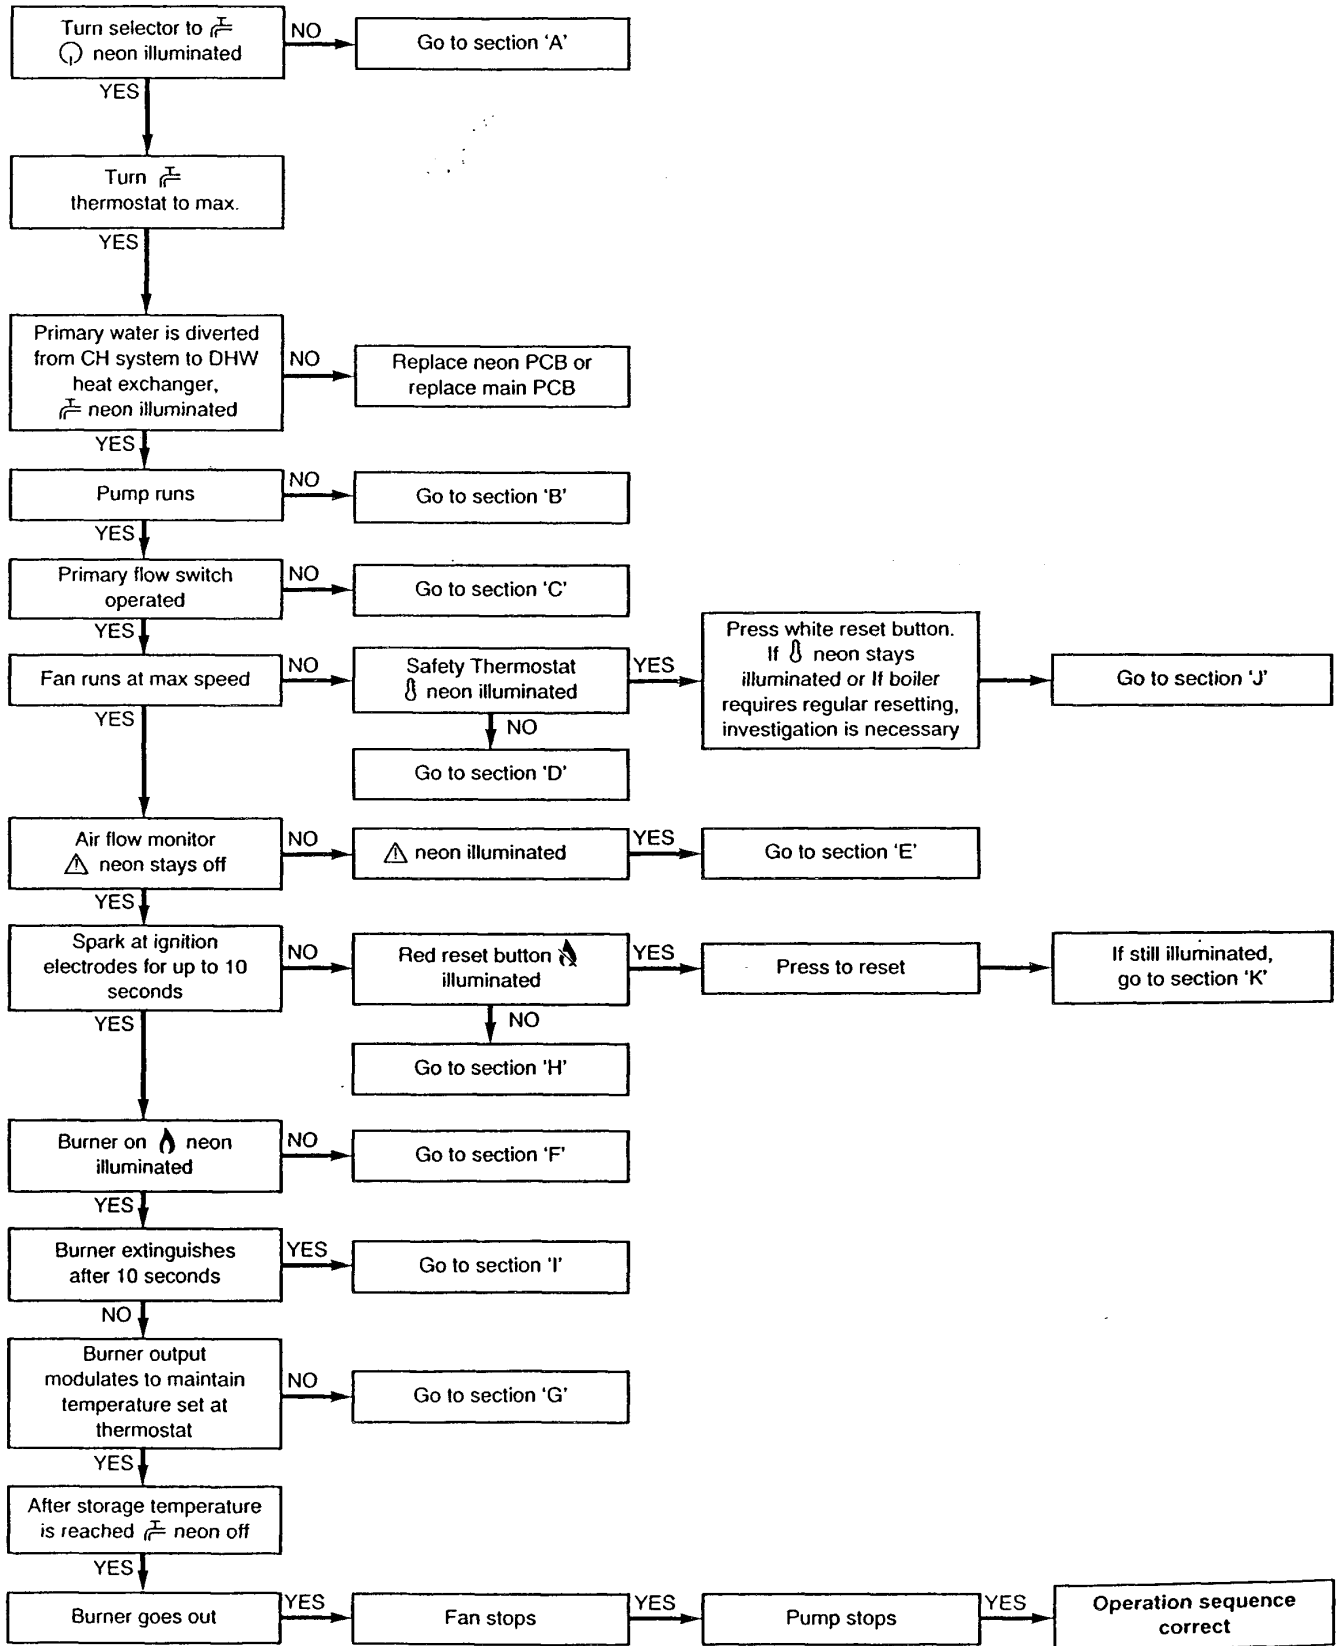 Turn selector to
neon illuminated
NO
Go to section 'A'
YES
Turn
thermostat to max.
YES
Primary water is diverted
from CH system to DHW
heat exchanger,
neon illuminated
NO
Replace neon PCB or
replace main PCB
YES
Pump runs
NO
Go to section 'B'
YES
Primary flow switch
operated
NO
Go to section 'C'
YES
Fan runs at max speed
NO
Safety Thermostat
neon illuminated
YES
Press white reset button.
If neon stays
illuminated or If boiler
requires regular resetting,
investigation is necessary
Go to section 'J'
NO
Go to section 'D'
YES
Air flow monitor
neon stays off
NO
neon illuminated
YES
Go to section 'E'
YES
Spark at ignition
electrodes for up to 10
seconds
NO
Red reset button
illuminated
YES
Press to reset
If still illuminated,
go to section 'K'
NO
Go to section 'H'
YES
Burner on neon
illuminated
NO
Go to section 'F'
YES
Burner extinguishes
after 10 seconds
YES
Go to section 'I'
NO
Burner output
modulates to maintain
temperature set at
thermostat
NO
Go to section 'G'
YES
After storage temperature
is reached neon off
YES
Burner goes out
YES
Fan stops
YES
Pump stops
YES
Operation sequence
correct